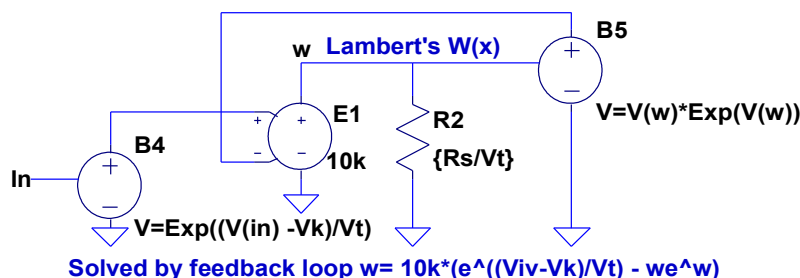 B5
Lambert's W(x)
w
+
−
E1
R2
V=V(w)*Exp(V(w))
B4
+
+
−
−
10k
{Rs/Vt}
+
−
In
V=Exp((V(in) -Vk)/Vt)
Solved by feedback loop w= 10k*(e^((Viv-Vk)/Vt) - we^w)